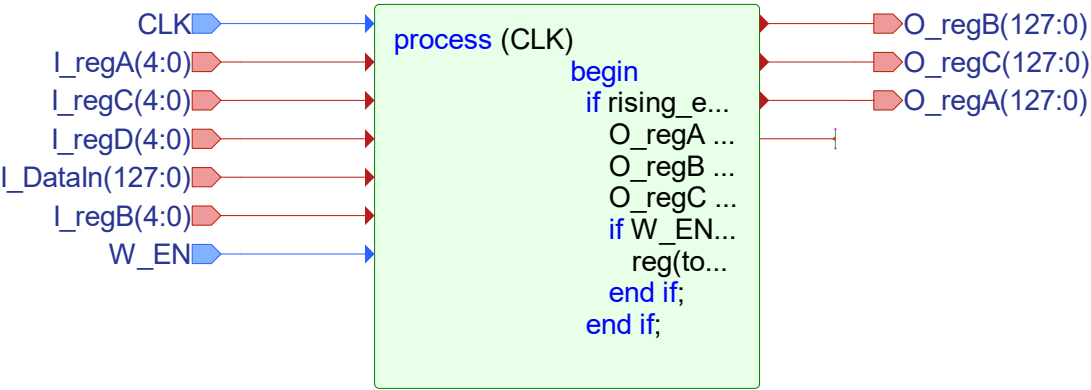 CLK
I_regA(4:0)
I_regC(4:0)
I_regD(4:0)
I_DataIn(127:0)
I_regB(4:0)
W_EN
process (CLK)
begin
if rising_e...
O_regA ...
O_regB ...
O_regC ...
if W_EN...
reg(to...
end if;
end if;
O_regB(127:0)
O_regC(127:0)
O_regA(127:0)